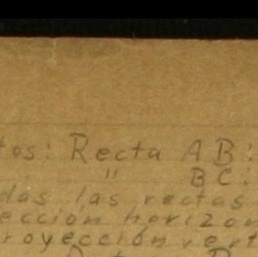 tos: Recta AB:
" BC:
das las rectas
ección horizon
royección vert